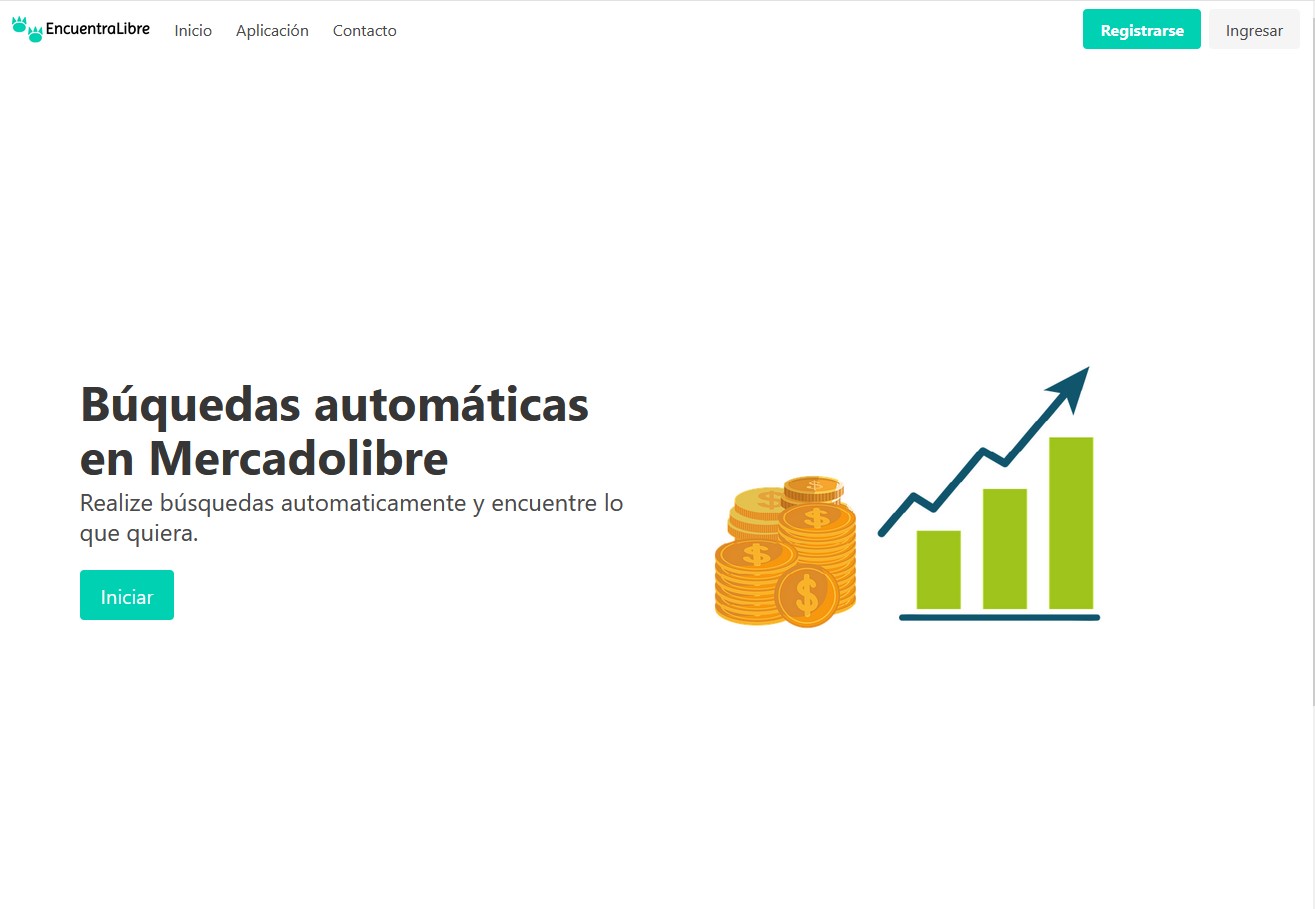 EncuentraLibre
Inicio
Aplicación
Contacto
Registrarse
Ingresar
Búquedas automáticas
en Mercadolibre
Realize búsquedas automaticamente y encuentre lo
que quiera.
Iniciar
$
$
$
$
$